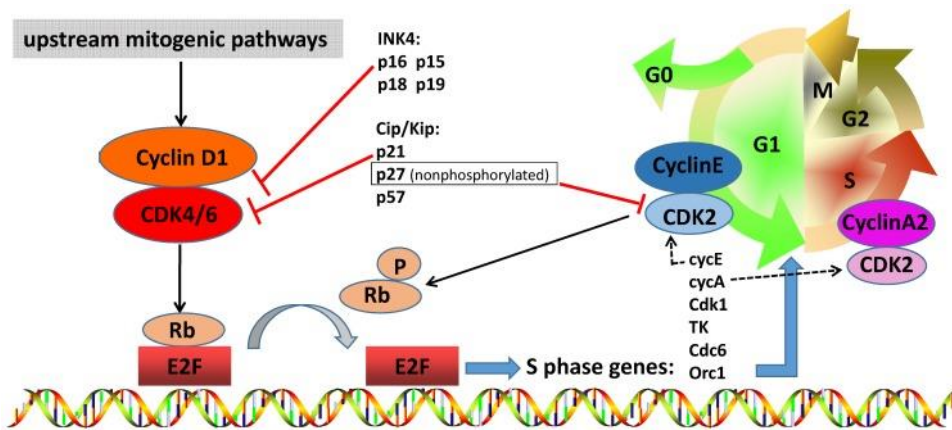 upstream mitogenic pathways
INK4:
p16 p15
p18 p19
Cip/Kip:
p21
p27 (nonphosphorylated)
p57
Cyclin D1
CDK4/6
Rb
E2F
P
Rb
E2F
S phase genes:
cycE
cycA
Cdk1
TK
Cdc6
Orc1
G0
G1
M
G2
S
CyclinE
CDK2
CyclinA2
CDK2